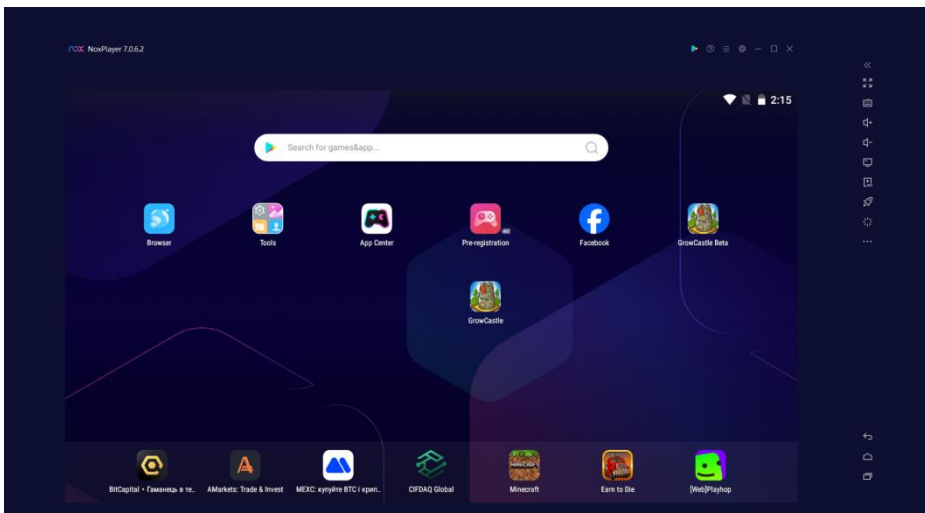 nox NoxPlayer 7.0.6.2
2:15
Search for games&app...
Browser
Tools
App Center
Pre-registration
Facebook
GrowCastle Beta
GrowCastle
BitCapital • Гаманець в те..
AMarkets: Trade & Invest
MEXC: купуйте BTC і крип..
CIFDAQ Global
Minecraft
Earn to Die
[Web]Playhop